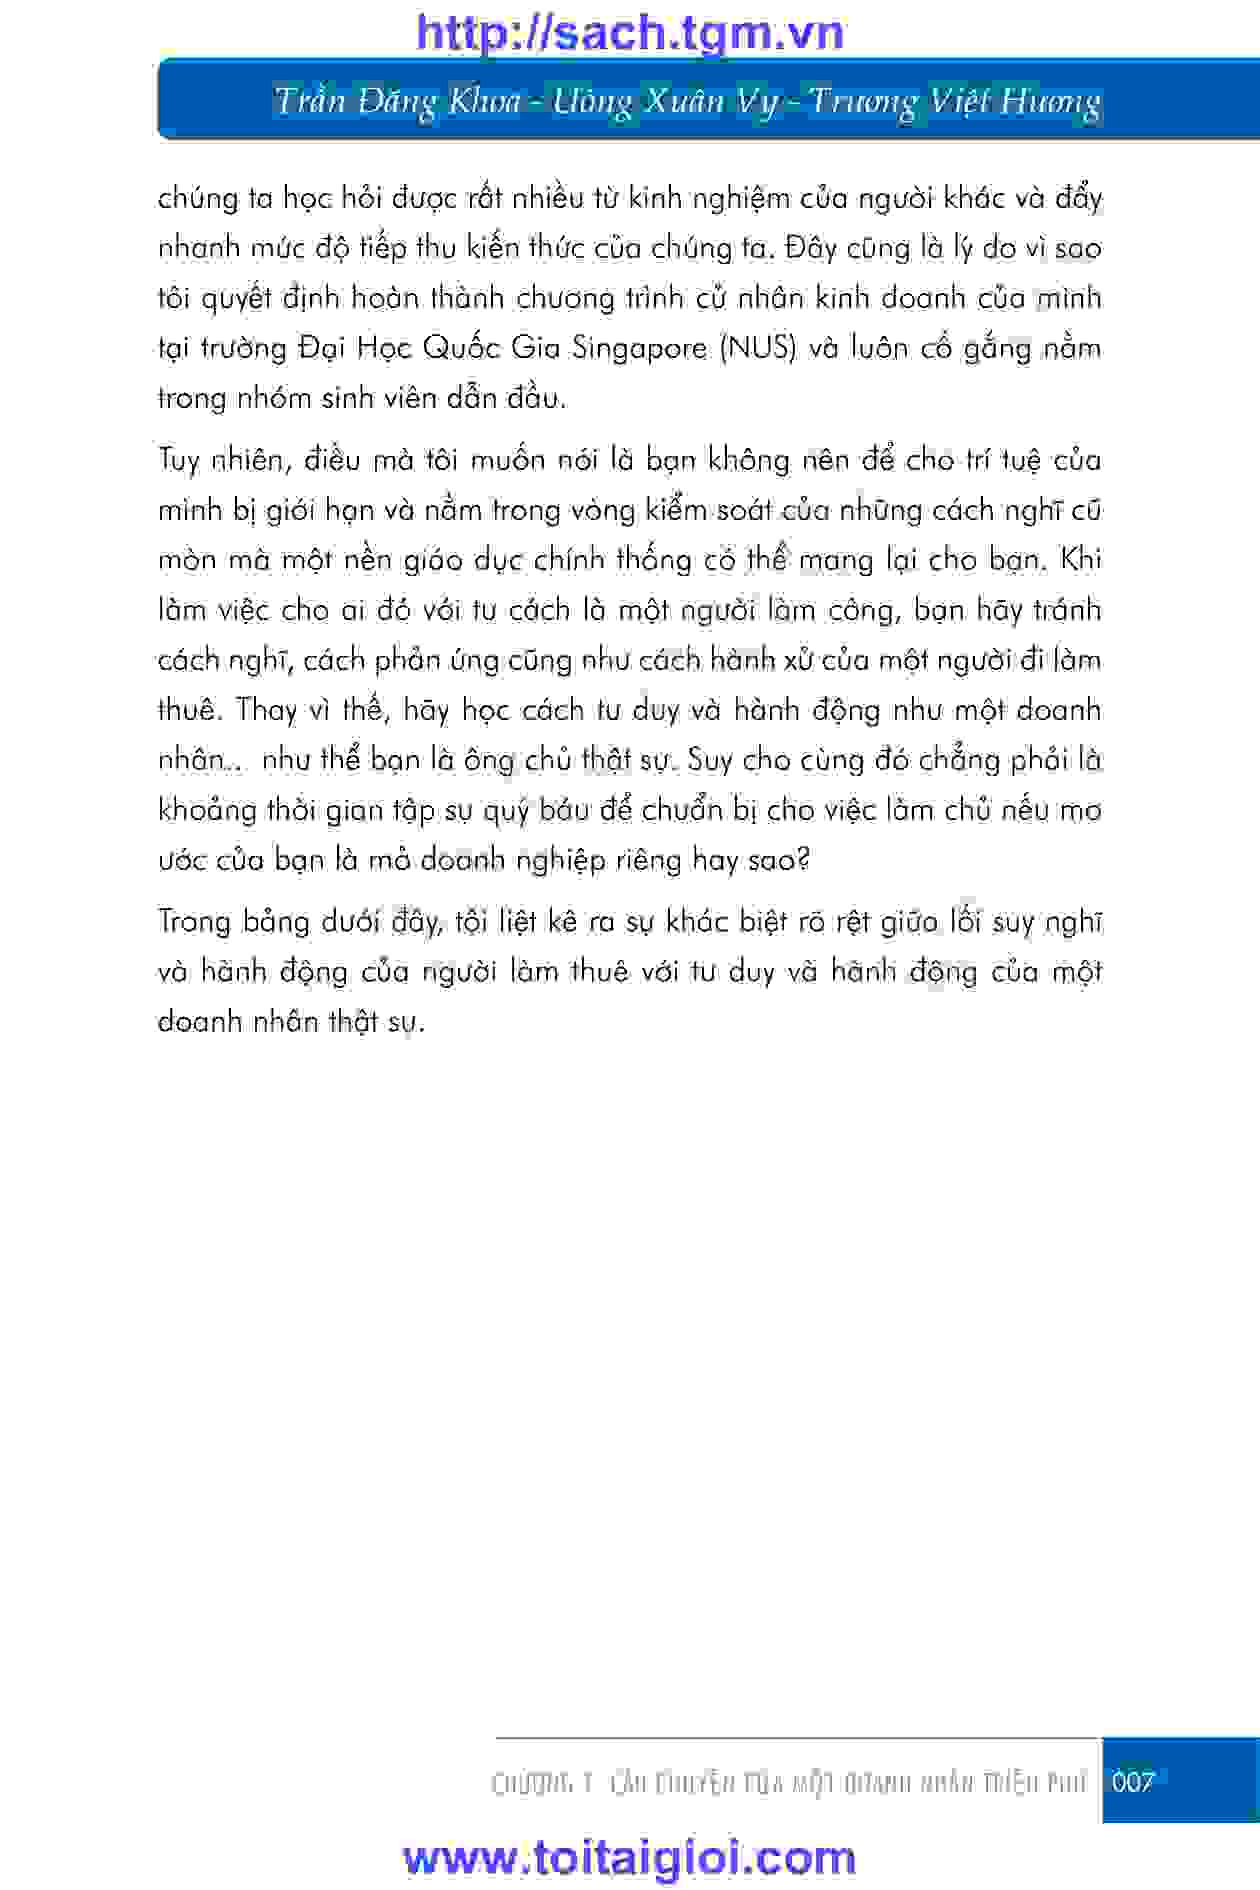 http://sach.tgm.vn
Trần Đăng Khoa - Uông Xuân Vy - Trương Việt Hương
chúng ta học hỏi được rất nhiều từ kinh nghiệm của người khác và đẩy
nhanh mức độ tiếp thu kiến thức của chúng ta. Đây cũng là lý do vì sao
tôi quyết định hoàn thành chương trình cử nhân kinh doanh của mình
tại trường Đại Học Quốc Gia Singapore (NUS) và luôn cố gắng nằm
trong nhóm sinh viên dẫn đầu.
Tuy nhiên, điều mà tôi muốn nói là bạn không nên để cho trí tuệ của
mình bị giới hạn và nằm trong vòng kiểm soát của những cách nghĩ cũ
mòn mà một nền giáo dục chính thống có thể mang lại cho bạn. Khi
làm việc cho ai đó với tư cách là một người làm công, bạn hãy tránh
cách nghĩ, cách phản ứng cũng như cách hành xử của một người đi làm
thuê. Thay vì thế, hãy học cách tư duy và hành động như một doanh
nhân... như thể bạn là ông chủ thật sự. Suy cho cùng đó chẳng phải là
khoảng thời gian tập sự quý báu để chuẩn bị cho việc làm chủ nếu mơ
ước của bạn là mở doanh nghiệp riêng hay sao?
Trong bảng dưới đây, tôi liệt kê ra sự khác biệt rõ rệt giữa lối suy nghĩ
và hành động của người làm thuê với tư duy và hành động của một
doanh nhân thật sự.
CHƯƠNG 1 CÂU CHUYỆN CỦA MỘT DOANH NHÂN TRIỆU PHÚ 007
www.toitaigioi.com